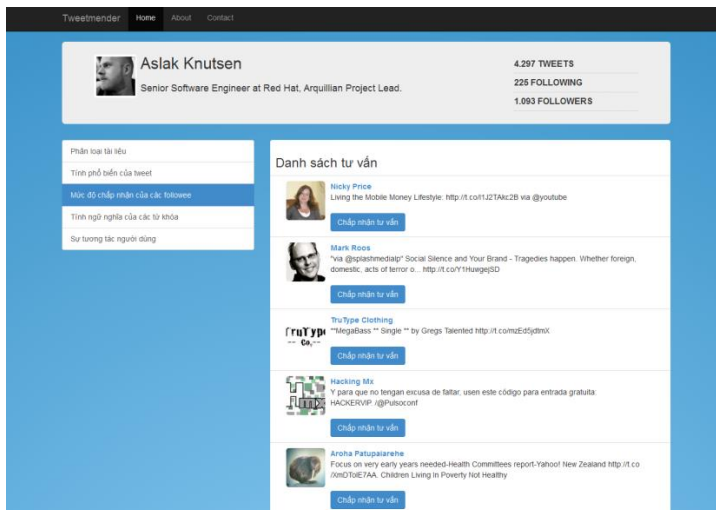 Tweetmender Home About Contact
Aslak Knutsen
Senior Software Engineer at Red Hat, Arquillian Project Lead.
4.297 TWEETS
225 FOLLOWING
1.093 FOLLOWERS
Phân loại tài liệu
Tính phổ biến của tweet
Mức độ chấp nhận của các followee
Tính ngữ nghĩa của các từ khóa
Sự tương tác người dùng
Danh sách tư vấn
Nicky Price
Living the Mobile Money Lifestyle: http://t.co/I1J2TAkc2B via @youtube
Chấp nhận tư vấn
Mark Roos
"via @splashmedialp" Social Silence and Your Brand - Tragedies happen. Whether foreign,
domestic, acts of terror o... http://t.co/Y1HuwgejSD
Chấp nhận tư vấn
TruType Clothing
TruType
-- Co,--
"*MegaBass ** Single ** by Gregs Talented http://t.co/mzEd5jdtmX
Chấp nhận tư vấn
Hacking Mx
Y para que no tengan excusa de faltar, usen este código para entrada gratuita:
HACKERVIP. /@Pulsoconf
Chấp nhận tư vấn
Aroha Patupaiarehe
Focus on very early years needed-Health Committees report-Yahoo! New Zealand http://t.co
/XmDTolE7AA. Children Living In Poverty Not Healthy
Chấp nhận tư vấn